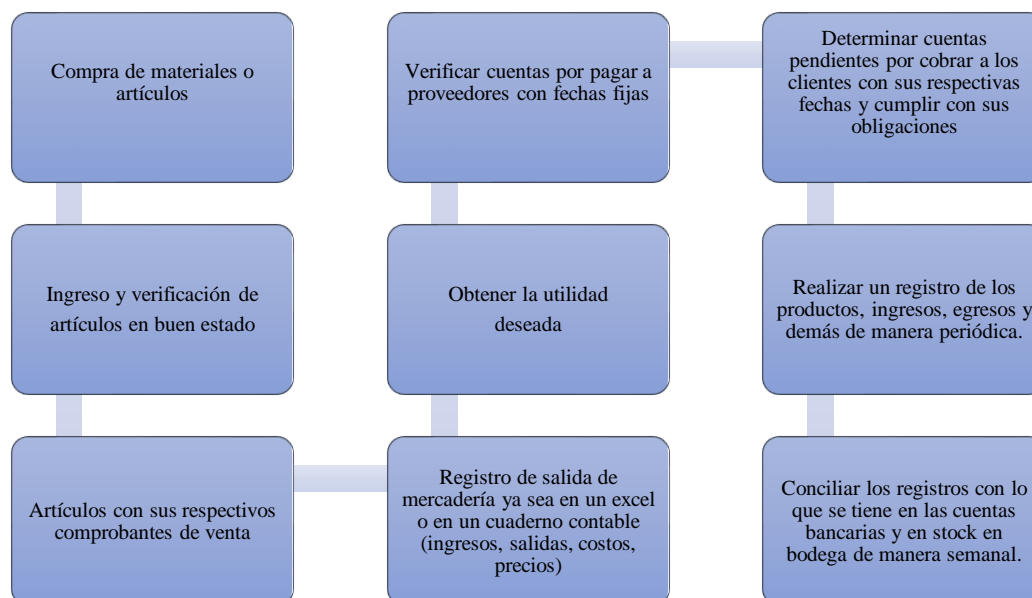 Compra de materiales o
artículos
Ingreso y verificación de
artículos en buen estado
Artículos con sus respectivos
comprobantes de venta
Registro de salida de
mercadería ya sea en un excel
o en un cuaderno contable
(ingresos, salidas, costos,
precios)
Obtener la utilidad
deseada
Verificar cuentas por pagar a
proveedores con fechas fijas
Determinar cuentas
pendientes por cobrar a los
clientes con sus respectivas
fechas y cumplir con sus
obligaciones
Realizar un registro de los
productos, ingresos, egresos y
demás de manera periódica.
Conciliar los registros con lo
que se tiene en las cuentas
bancarias y en stock en
bodega de manera semanal.